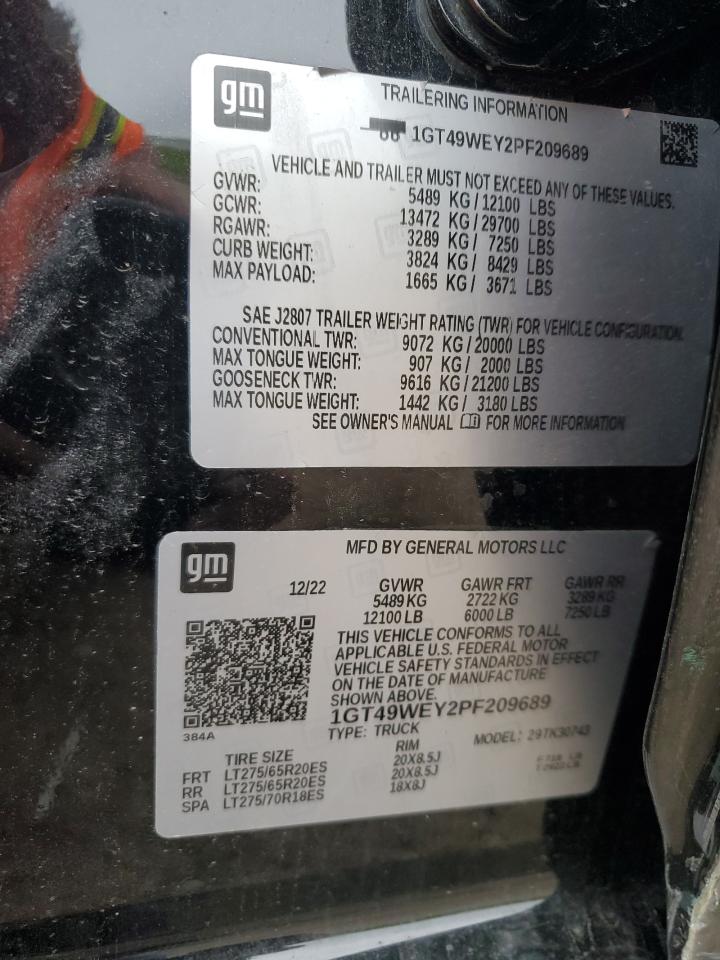 gm
TRAILERING INFORMATION
1GT49WEY2PF209689
VEHICLE AND TRAILER MUST NOT EXCEED ANY OF THESE VALUES.
GVWR: 5489 KG / 12100 LBS
GCWR: 13472 KG / 29700 LBS
RGAWR: 3289 KG / 7250 LBS
CURB WEIGHT: 3824 KG / 8429 LBS
MAX PAYLOAD: 1665 KG / 3671 LBS
SAE J2807 TRAILER WEIGHT RATING (TWR) FOR VEHICLE CONFIGURATION
CONVENTIONAL TWR: 9072 KG / 20000 LBS
MAX TONGUE WEIGHT: 907 KG / 2000 LBS
GOOSENECK TWR: 9616 KG / 21200 LBS
MAX TONGUE WEIGHT: 1442 KG / 3180 LBS
SEE OWNER'S MANUAL FOR MORE INFORMATION
gm
MFD BY GENERAL MOTORS LLC
12/22 GVWR GAWR FRT GAWR RR
5489 KG 2722 KG 3289 KG
12100 LB 6000 LB 7250 LB
THIS VEHICLE CONFORMS TO ALL
APPLICABLE U.S. FEDERAL MOTOR
VEHICLE SAFETY STANDARDS IN EFFECT
ON THE DATE OF MANUFACTURE
SHOWN ABOVE.
1GT49WEY2PF209689
384A
TYPE: TRUCK MODEL: 29TK30743
TIRE SIZE RIM
FRT LT275/65R20ES 20X8.5J
RR LT275/65R20ES 20X8.5J
SPA LT275/70R18ES 18X8J